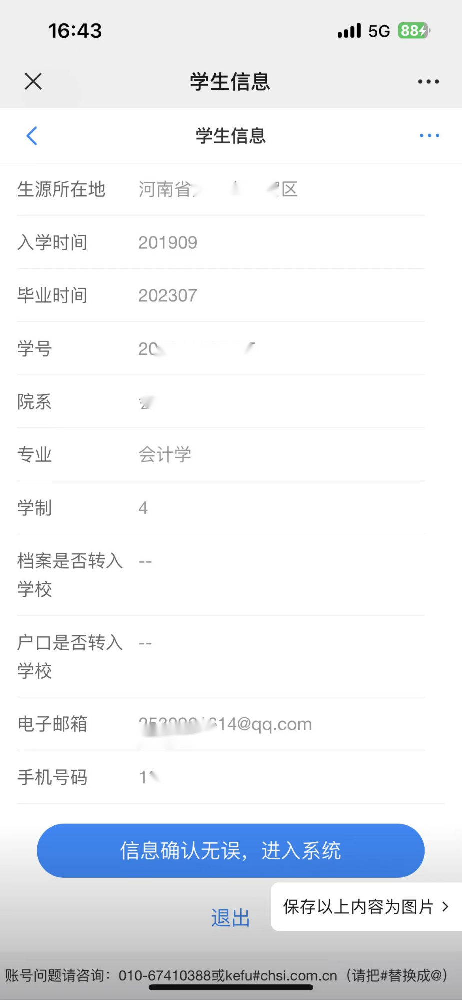 16:43
5G 88
学生信息
学生信息
生源所在地 河南省 区
入学时间 201909
毕业时间 202307
学号 20
院系
专业 会计学
学制 4
档案是否转入 --
学校
户口是否转入 --
学校
电子邮箱 14@qq.com
手机号码 1
信息确认无误，进入系统
保存以上内容为图片
退出
账号问题请咨询：010-67410388或kefu#chsi.com.cn（请把#替换成@）